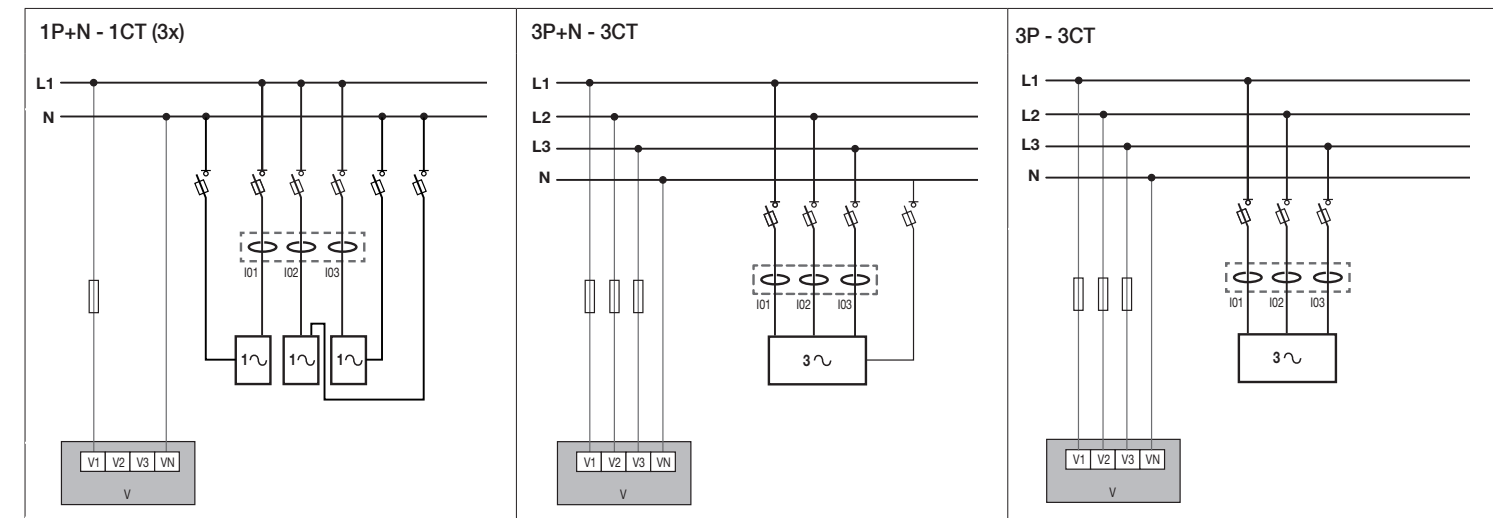 1P+N - 1CT (3x)
L1
N
I01 I02 I03
1 1 1
V1 V2 V3 VN
V
3P+N - 3CT
L1
L2
L3
N
I01 I02 I03
3
V1 V2 V3 VN
V
3P - 3CT
L1
L2
L3
N
I01 I02 I03
3
V1 V2 V3 VN
V